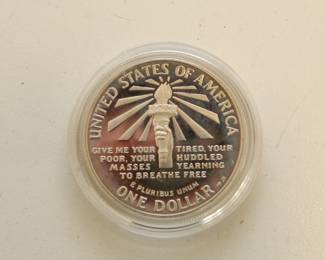 UNITED STATES OF AMERICA
GIVE ME YOUR TIRED, YOUR
POOR, YOUR HUDDLED
MASSES YEARNING
TO BREATHE FREE
E PLURIBUS UNUM
ONE DOLLAR